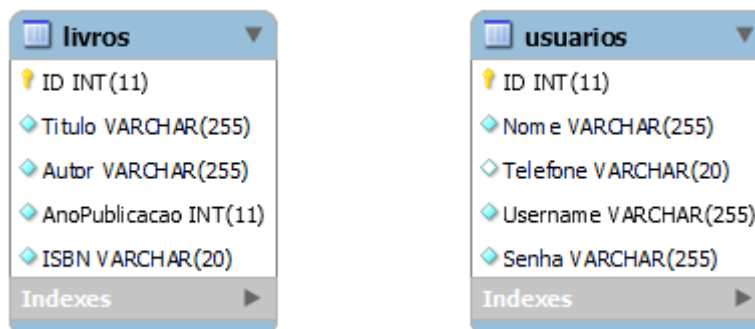 livros
ID INT(11)
Titulo VARCHAR(255)
Autor VARCHAR(255)
AnoPublicacao INT(11)
ISBN VARCHAR(20)
Indexes
usuarios
ID INT(11)
Nome VARCHAR(255)
Telefone VARCHAR(20)
Username VARCHAR(255)
Senha VARCHAR(255)
Indexes